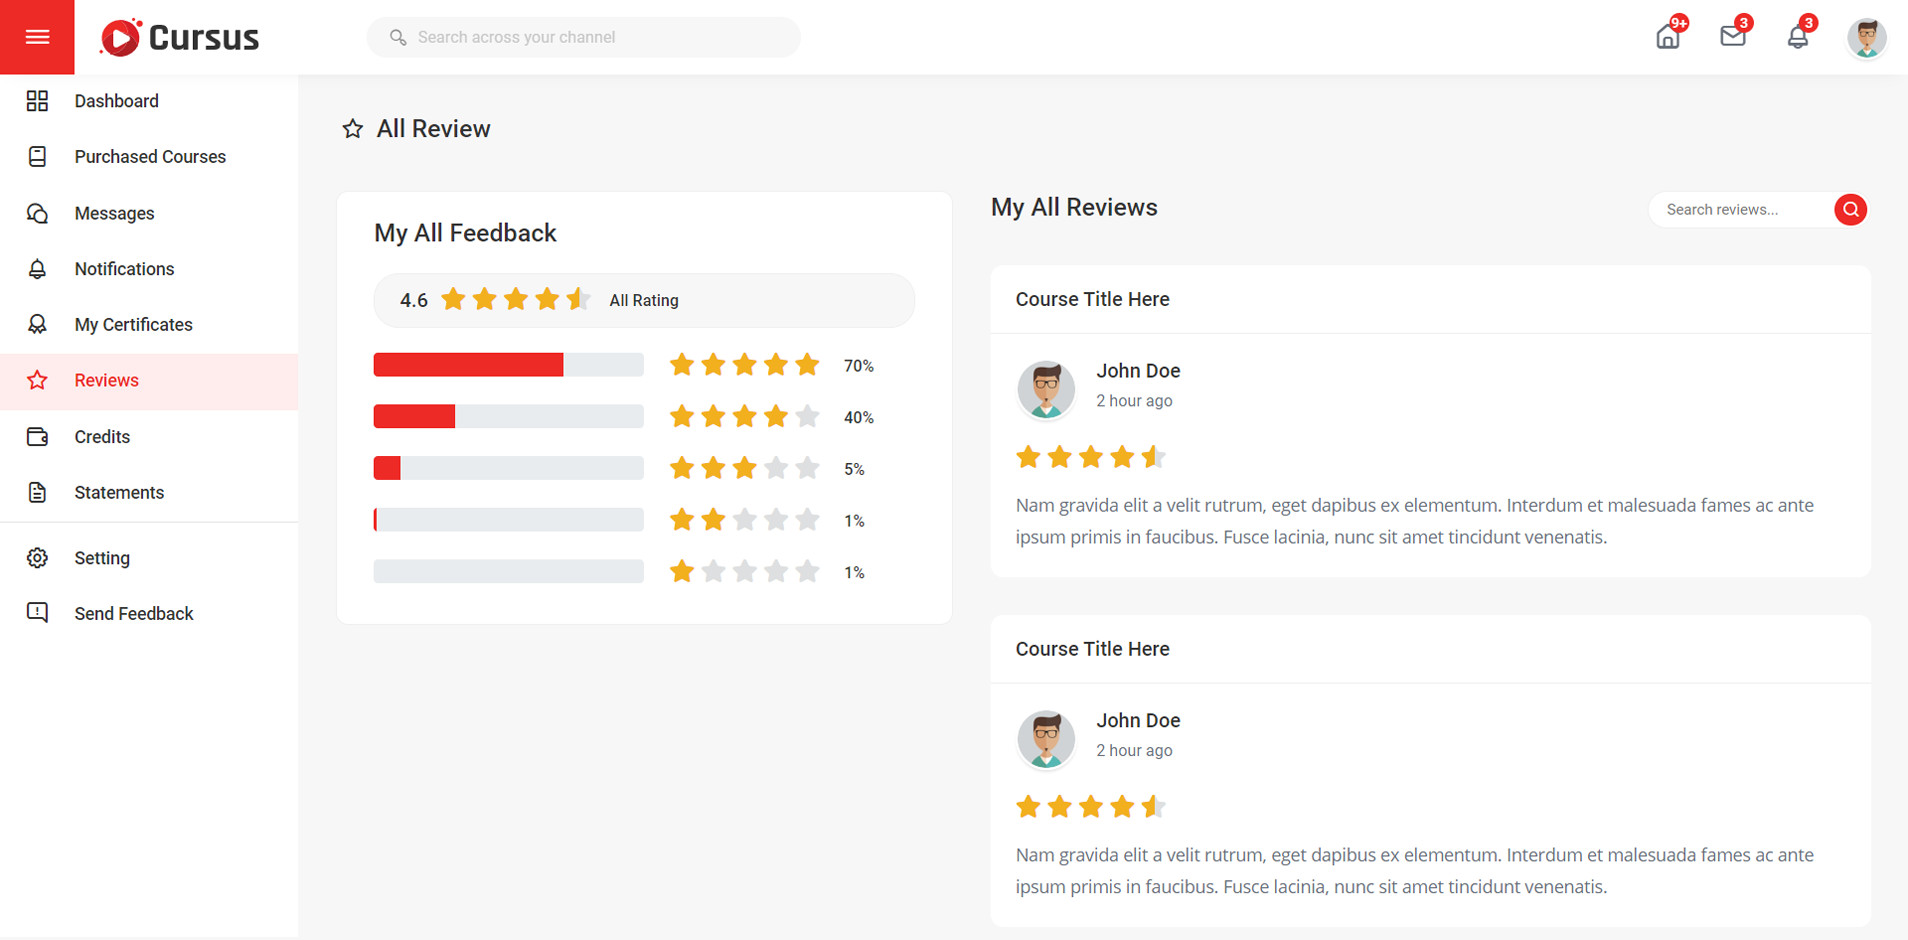 Cursus
Search across your channel
9+
3
3
Dashboard
Purchased Courses
Messages
Notifications
My Certificates
Reviews
Credits
Statements
Setting
Send Feedback
All Review
My All Feedback
4.6 All Rating
70%
40%
5%
1%
1%
My All Reviews
Search reviews...
Course Title Here
John Doe
2 hour ago
Nam gravida elit a velit rutrum, eget dapibus ex elementum. Interdum et malesuada fames ac ante
ipsum primis in faucibus. Fusce lacinia, nunc sit amet tincidunt venenatis.
Course Title Here
John Doe
2 hour ago
Nam gravida elit a velit rutrum, eget dapibus ex elementum. Interdum et malesuada fames ac ante
ipsum primis in faucibus. Fusce lacinia, nunc sit amet tincidunt venenatis.